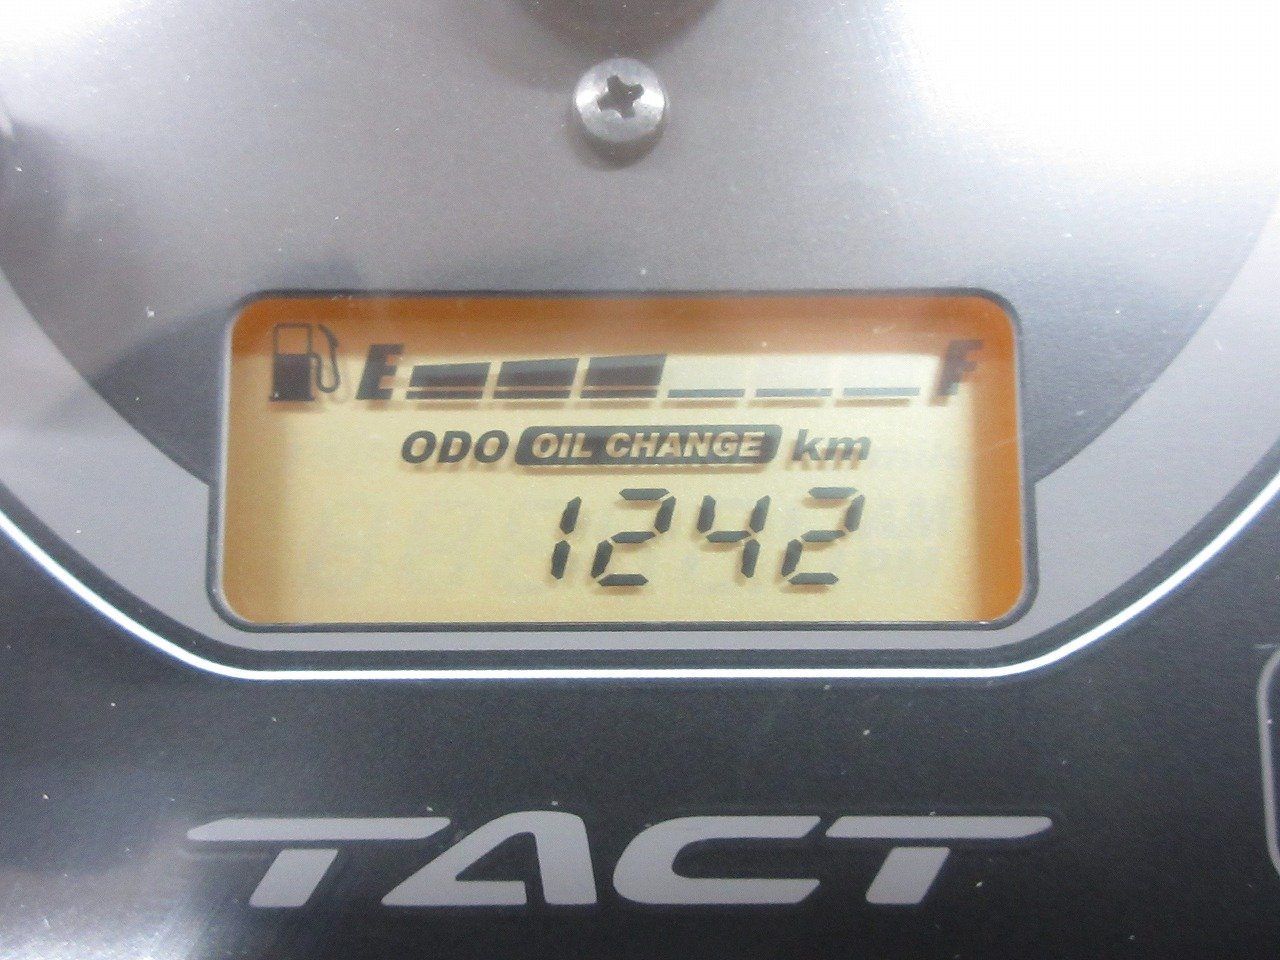 E F
ODO OIL CHANGE km
1242
TACT